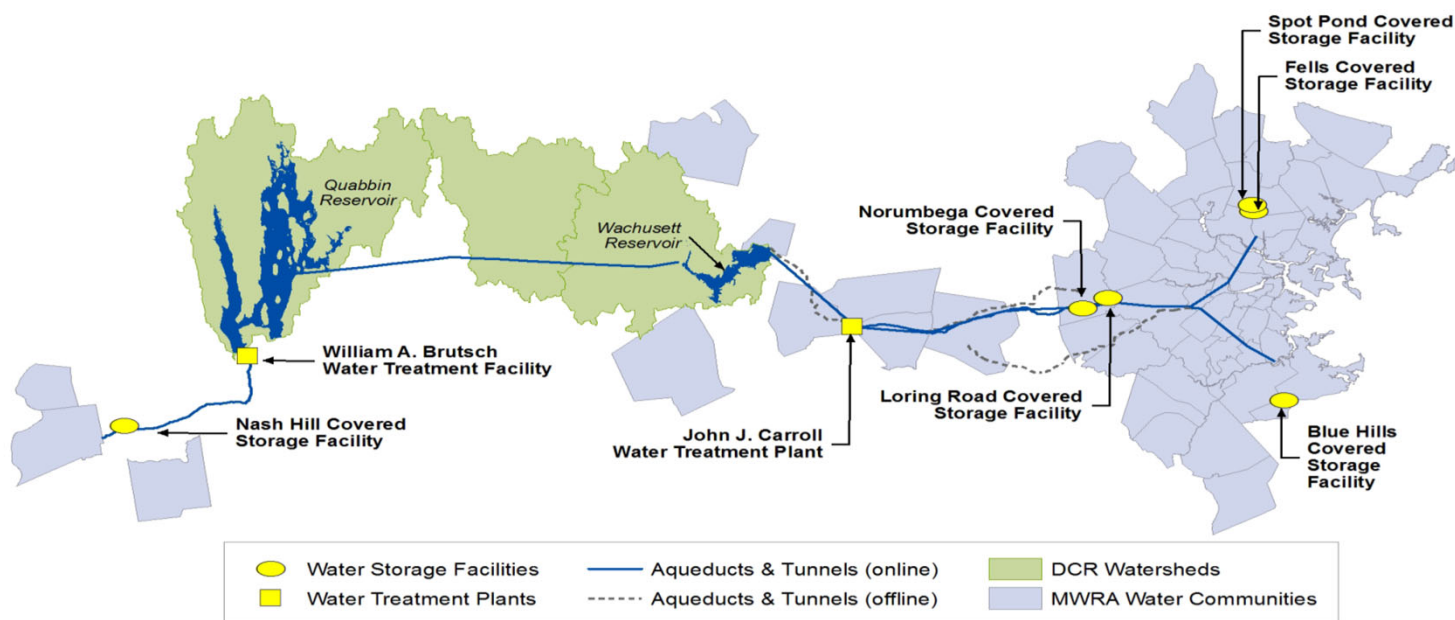 Spot Pond Covered
Storage Facility
Fells Covered
Storage Facility
Quabbin
Reservoir
Wachusett
Reservoir
Norumbega Covered
Storage Facility
William A. Brutsch
Water Treatment Facility
Nash Hill Covered
Storage Facility
John J. Carroll
Water Treatment Plant
Loring Road Covered
Storage Facility
Blue Hills
Covered
Storage
Facility
Water Storage Facilities
Water Treatment Plants
Aqueducts & Tunnels (online)
Aqueducts & Tunnels (offline)
DCR Watersheds
MWRA Water Communities